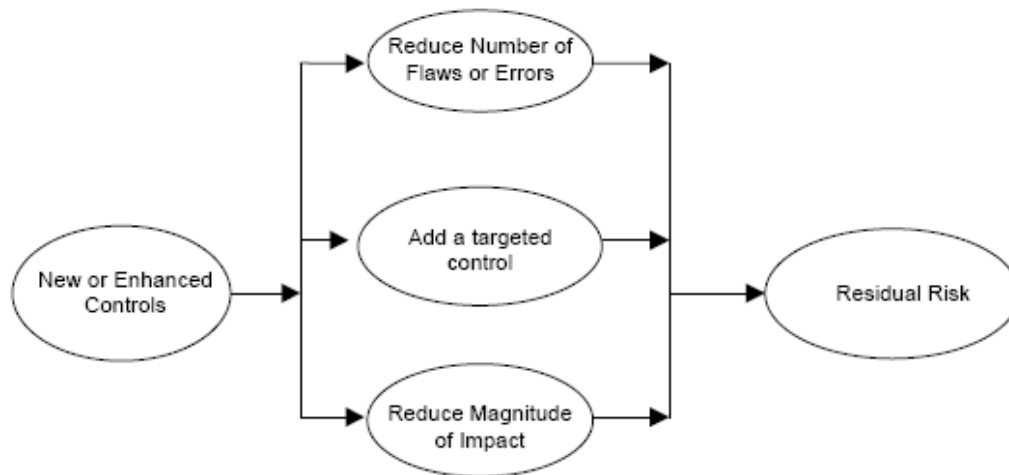 Reduce Number of
Flaws or Errors
New or Enhanced
Controls
Add a targeted
control
Residual Risk
Reduce Magnitude
of Impact